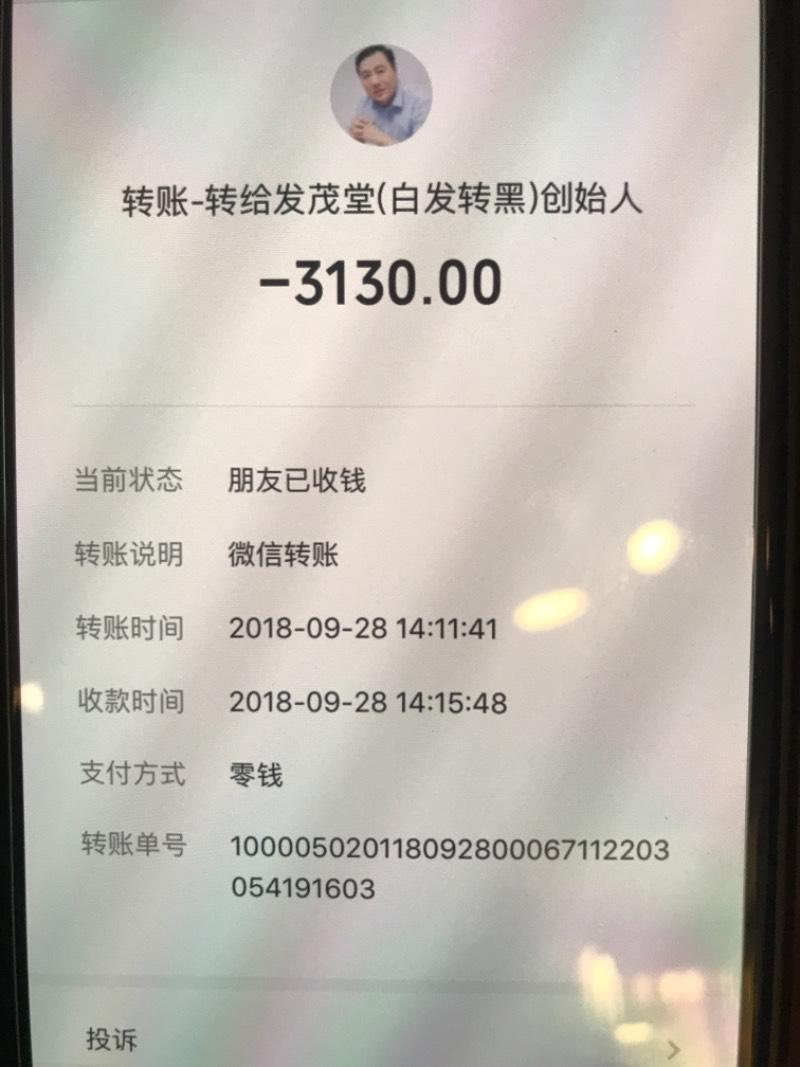 转账-转给发茂堂(白发转黑)创始人
-3130.00
当前状态 朋友已收钱
转账说明 微信转账
转账时间 2018-09-28 14:11:41
收款时间 2018-09-28 14:15:48
支付方式 零钱
转账单号 100005020118092800067112203
054191603
投诉